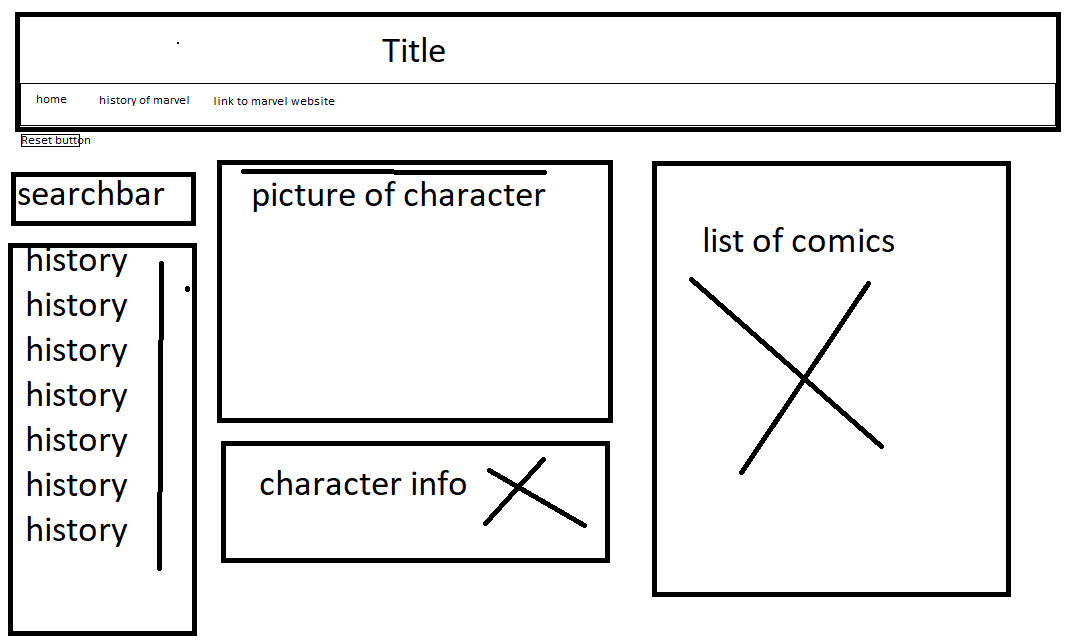 Title
home history of marvel link to marvel website
Reset button
searchbar
history
history
history
history
history
history
history
picture of character
character info
list of comics